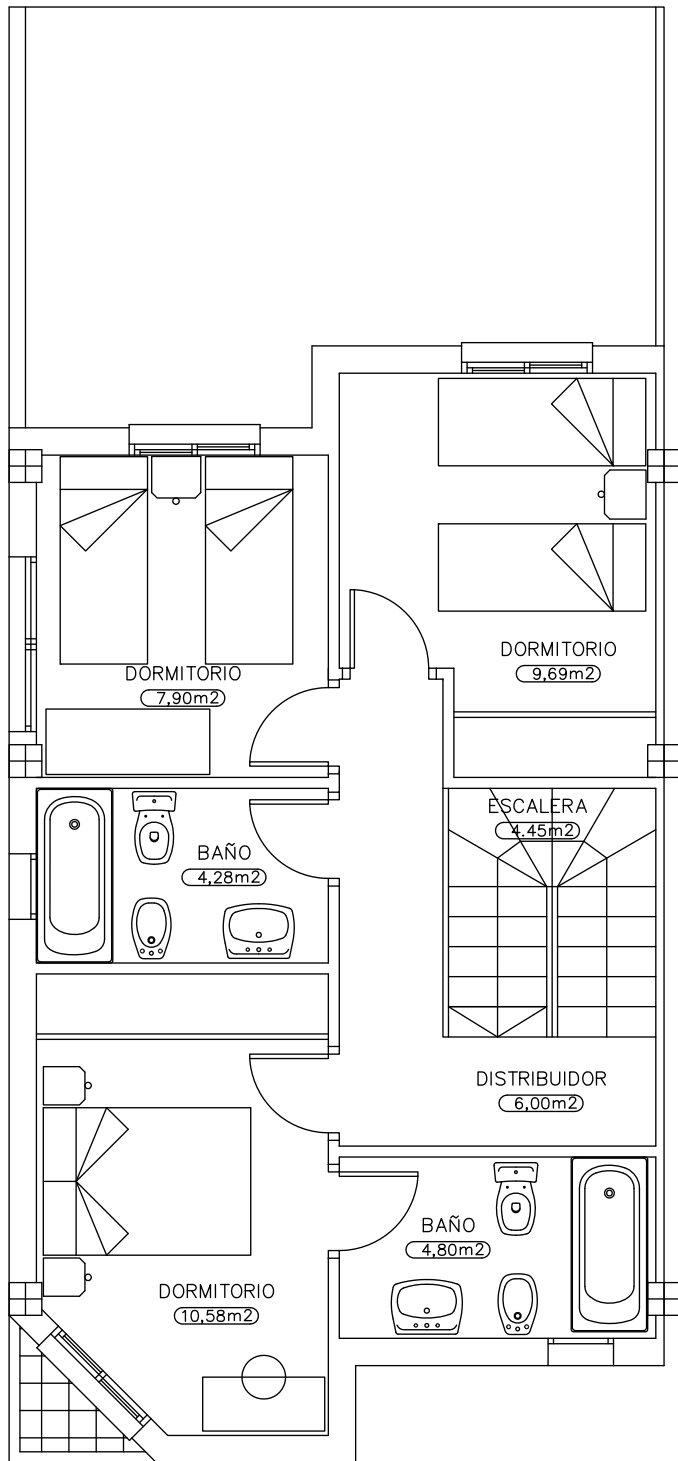 DORMITORIO
9,69m2
DORMITORIO
7,90m2
ESCALERA
4.45m2
BAÑO
4,28m2
DISTRIBUIDOR
6,00m2
BAÑO
4,80m2
DORMITORIO
10,58m2